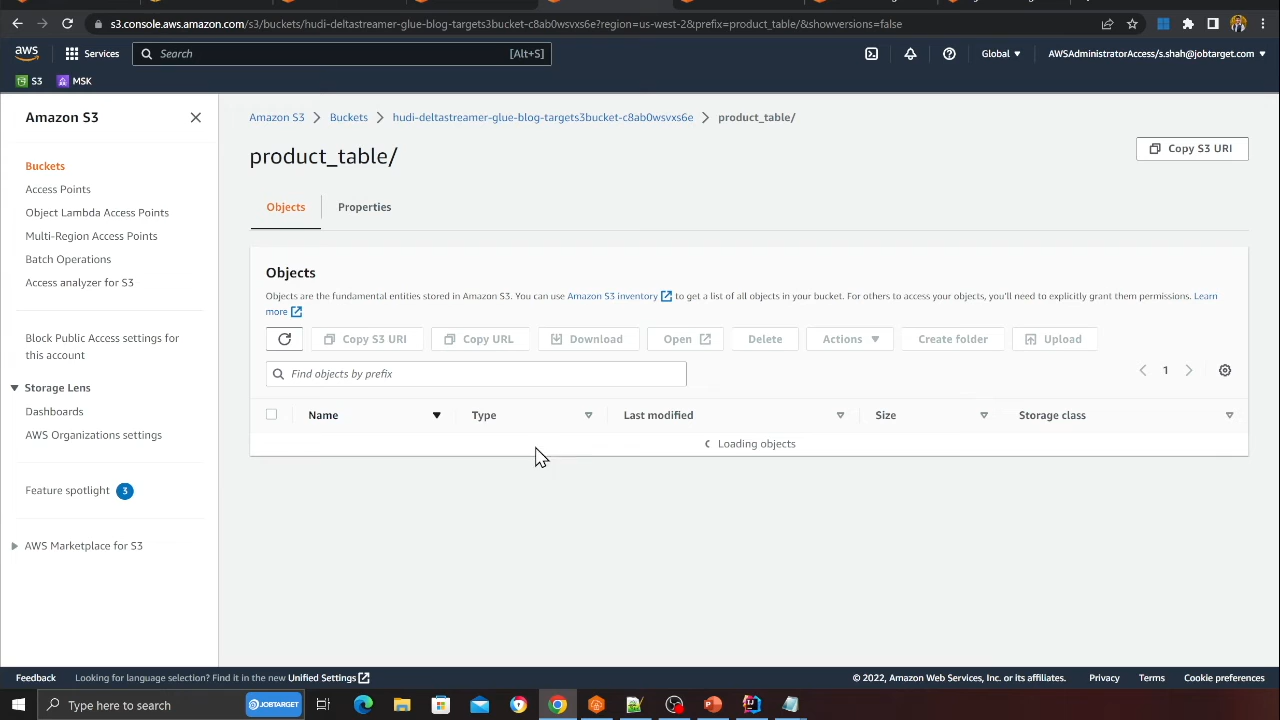 s3.console.aws.amazon.com/s3/buckets/hudi-deltastreamer-glue-blog-targets3bucket-c8ab0wsvxs6e?region=us-west-2&prefix=product_table/&showversions=false
aws
Services
Search
[Alt+S]
Global
AWSAdministratorAccess/s.shah@jobtarget.com
S3
MSK
Amazon S3
Buckets
Access Points
Object Lambda Access Points
Multi-Region Access Points
Batch Operations
Access analyzer for S3
Block Public Access settings for
this account
Storage Lens
Dashboards
AWS Organizations settings
Feature spotlight
3
AWS Marketplace for S3
Amazon S3
Buckets
hudi-deltastreamer-glue-blog-targets3bucket-c8ab0wsvxs6e
product_table/
product_table/
Copy S3 URI
Objects
Properties
Objects
Objects are the fundamental entities stored in Amazon S3. You can use Amazon S3 inventory to get a list of all objects in your bucket. For others to access your objects, you'll need to explicitly grant them permissions. Learn
more
Copy S3 URI
Copy URL
Download
Open
Delete
Actions
Create folder
Upload
Find objects by prefix
1
Name
Type
Last modified
Size
Storage class
Loading objects
Feedback
Looking for language selection? Find it in the new Unified Settings
© 2022, Amazon Web Services, Inc. or its affiliates.
Privacy
Terms
Cookie preferences
Type here to search
JOBTARGET